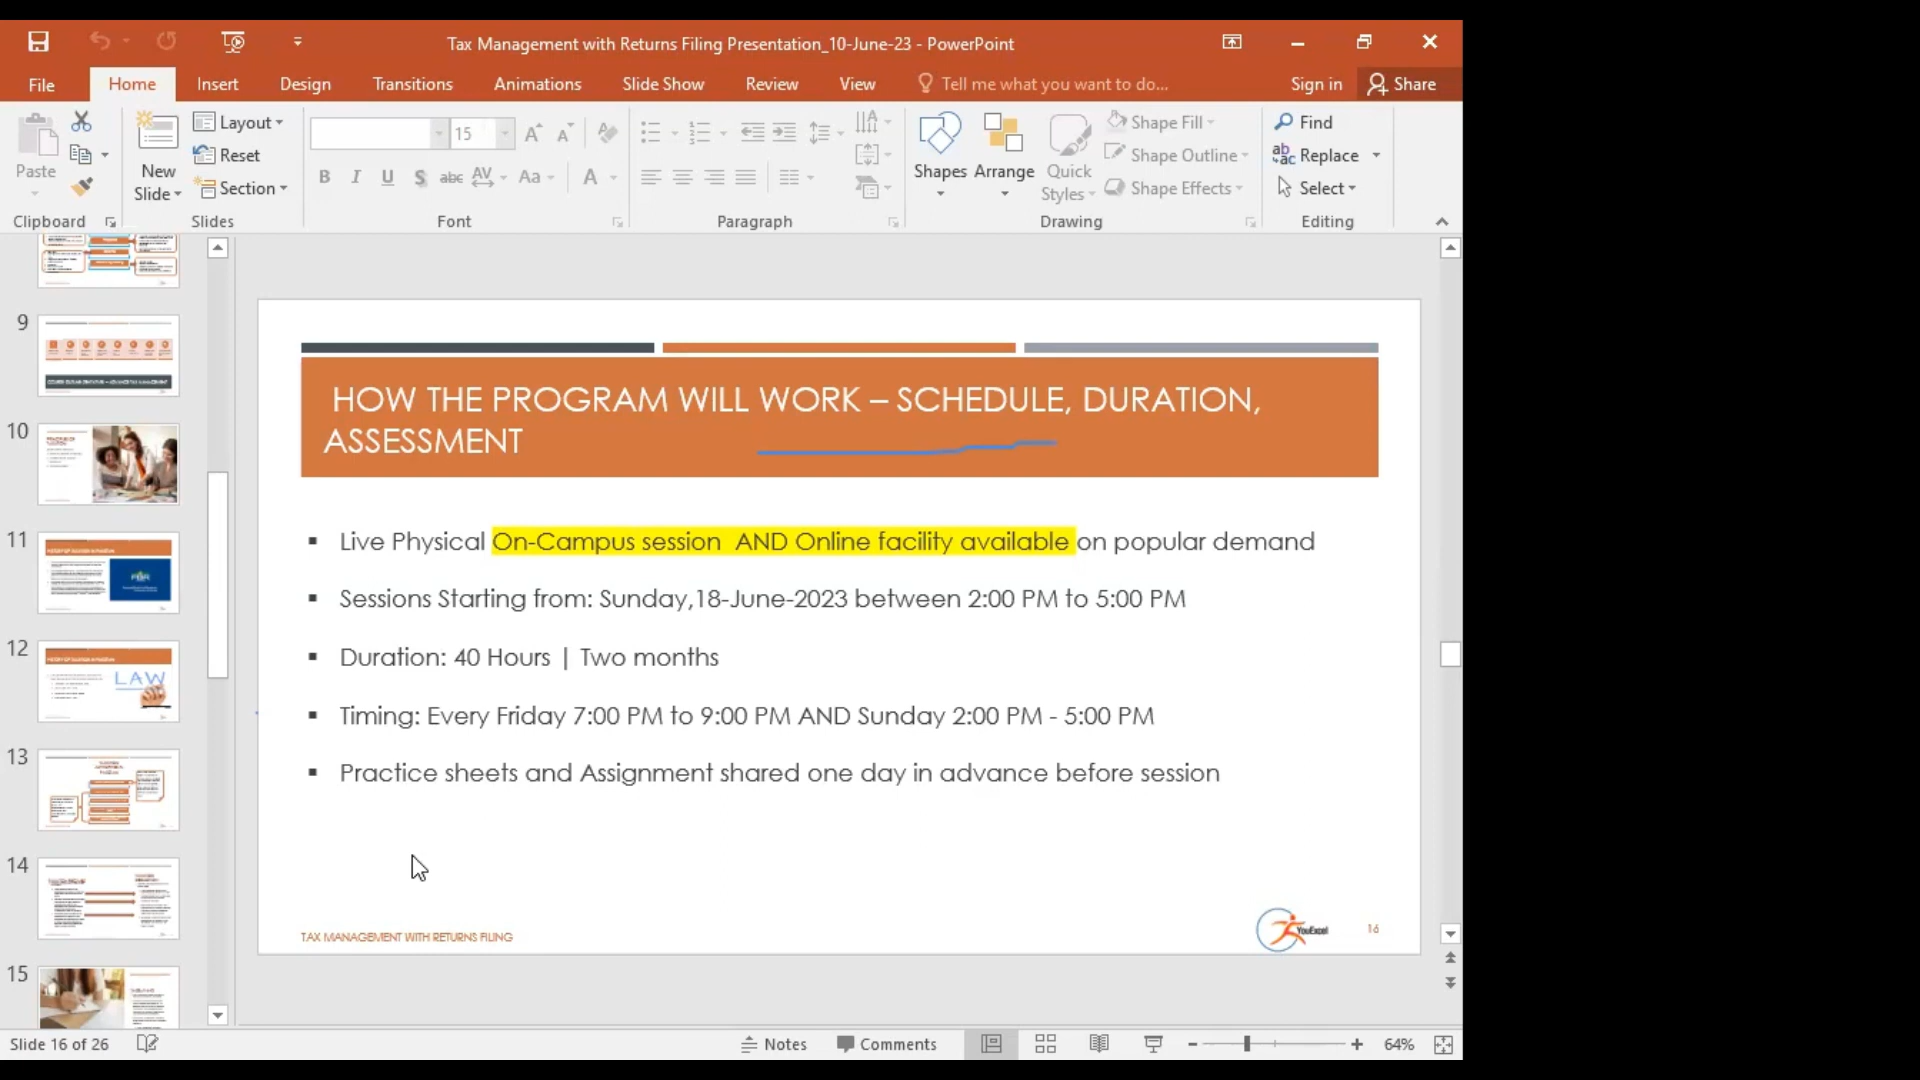 Tax Management with Returns Filing Presentation_10-June-23 - PowerPoint
File Home Insert Design Transitions Animations Slide Show Review View Tell me what you want to do... Sign in Share
Paste
New Slide
Layout
Reset
Section
15
B I U S abc AV Aa A
Shapes Arrange Quick Styles
Shape Fill
Shape Outline
Shape Effects
Find
Replace
Select
Clipboard Slides Font Paragraph Drawing Editing
9
10
11
12
LAW
13
14
15
HOW THE PROGRAM WILL WORK – SCHEDULE, DURATION,
ASSESSMENT
▪ Live Physical On-Campus session AND Online facility available on popular demand
▪ Sessions Starting from: Sunday,18-June-2023 between 2:00 PM to 5:00 PM
▪ Duration: 40 Hours | Two months
▪ Timing: Every Friday 7:00 PM to 9:00 PM AND Sunday 2:00 PM - 5:00 PM
▪ Practice sheets and Assignment shared one day in advance before session
TAX MANAGEMENT WITH RETURNS FILING
YouExcel
16
Slide 16 of 26 Notes Comments 64%